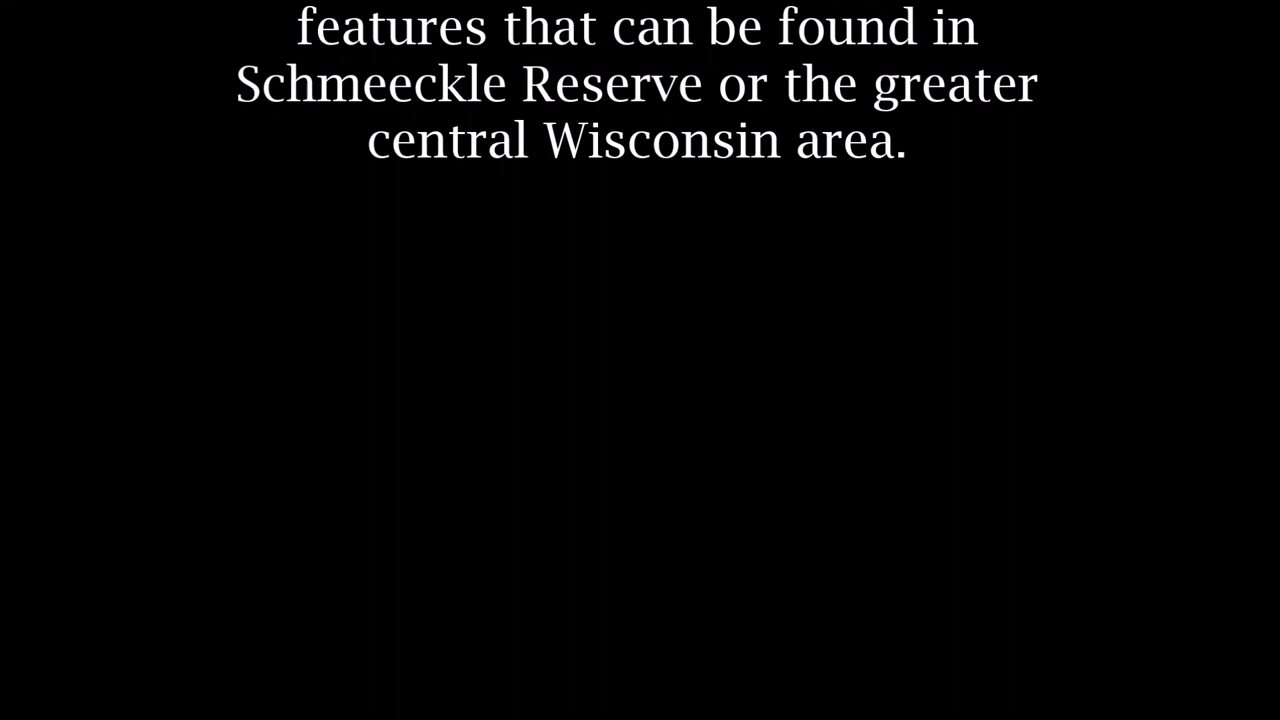 features that can be found in
Schmeeckle Reserve or the greater
central Wisconsin area.